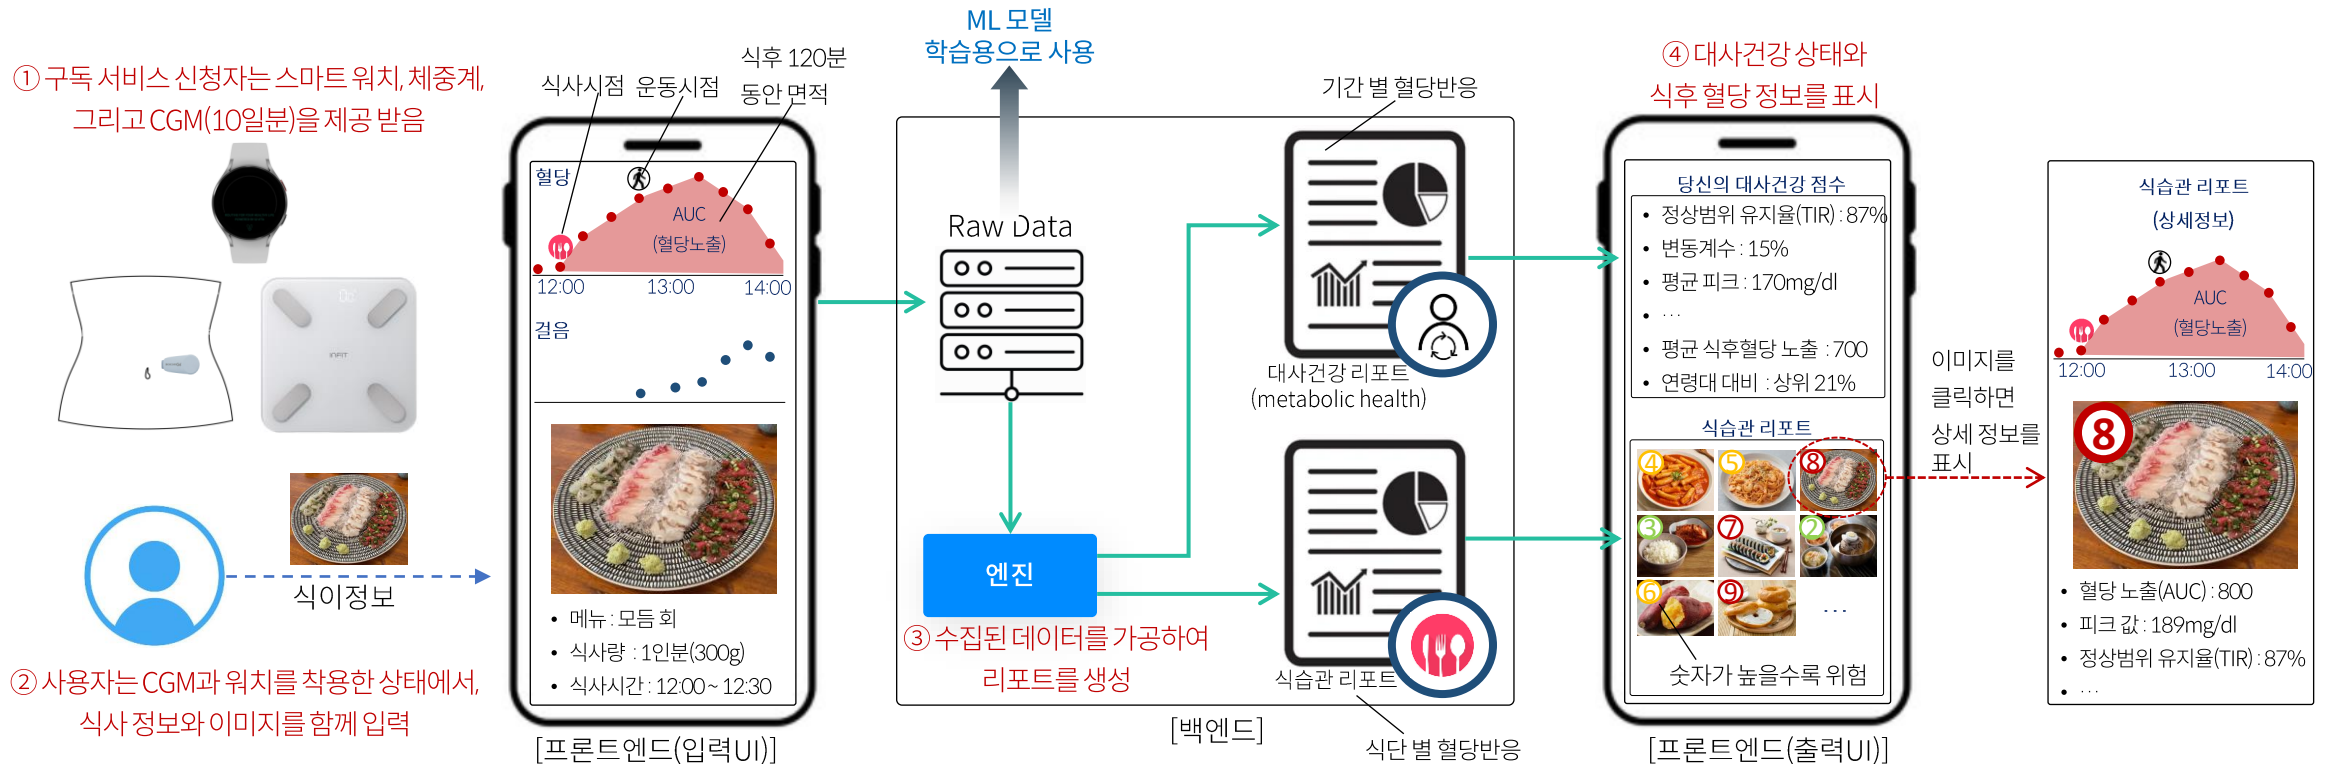 ① 구독 서비스 신청자는 스마트 워치, 체중계,
그리고 CGM(10일분)을 제공 받음
INFIT
식이정보
② 사용자는 CGM과 워치를 착용한 상태에서,
식사 정보와 이미지를 함께 입력
식사시점
운동시점
식후 120분
동안 면적
혈당
AUC
(혈당노출)
12:00
13:00
14:00
걸음
• 메뉴 : 모듬 회
• 식사량 : 1인분(300g)
• 식사시간 : 12:00 ~ 12:30
[프론트엔드(입력UI)]
ML 모델
학습용으로 사용
Raw Data
엔진
③ 수집된 데이터를 가공하여
리포트를 생성
기간 별 혈당반응
대사건강 리포트
(metabolic health)
식습관 리포트
식단 별 혈당반응
[백엔드]
④ 대사건강 상태와
식후 혈당 정보를 표시
당신의 대사건강 점수
• 정상범위 유지율(TIR) : 87%
• 변동계수 : 15%
• 평균 피크 : 170mg/dl
• ...
• 평균 식후혈당 노출 : 700
• 연령대 대비 : 상위 21%
식습관 리포트
④
⑤
⑧
③
⑦
②
⑥
⑨
...
숫자가 높을수록 위험
[프론트엔드(출력UI)]
이미지를
클릭하면
상세 정보를
표시
식습관 리포트
(상세정보)
AUC
(혈당노출)
12:00
13:00
14:00
8
• 혈당 노출(AUC) : 800
• 피크 값 : 189mg/dl
• 정상범위 유지율(TIR) : 87%
• ...